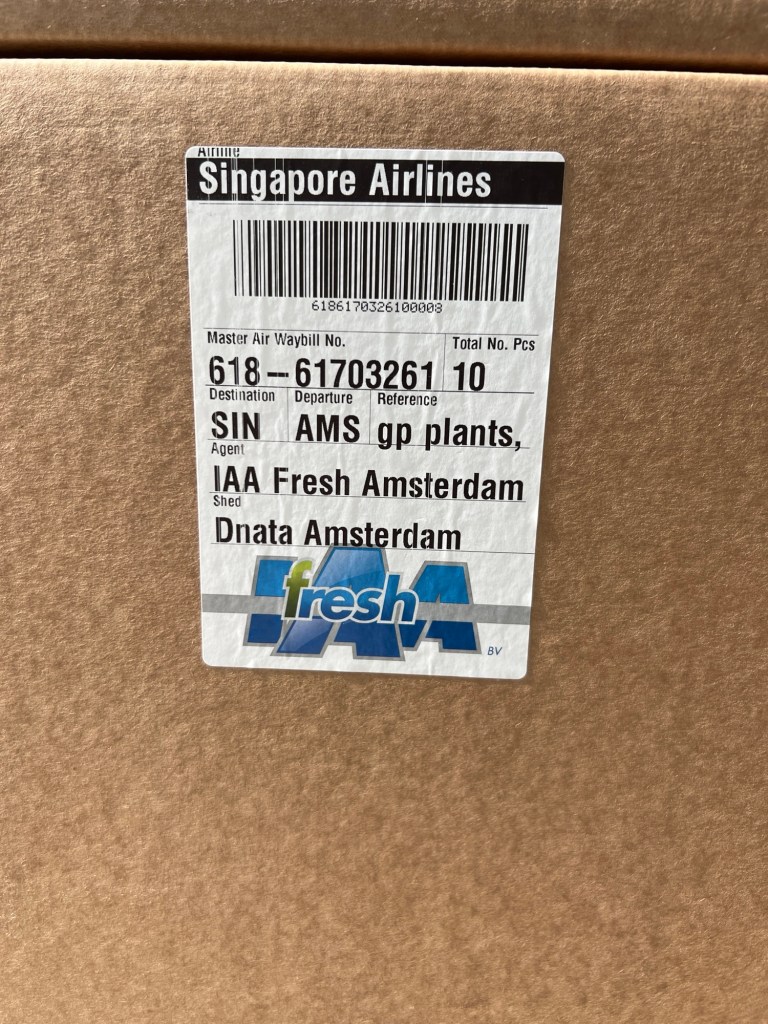 Airline
Singapore Airlines
6186170326100008
Master Air Waybill No. Total No. Pcs
618-61703261 10
Destination Departure Reference
SIN AMS gp plants,
Agent
IAA Fresh Amsterdam
Shed
Dnata Amsterdam
IAA fresh
BV